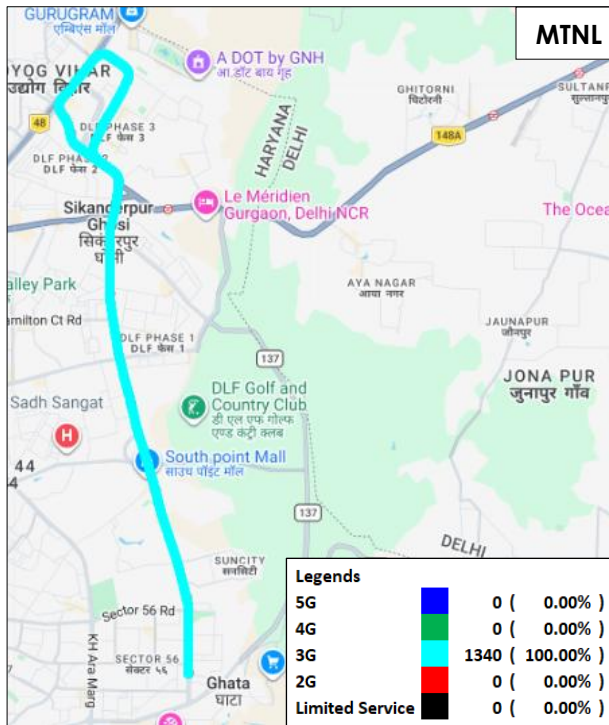 GURUGRAM
एम्बिएंस मॉल
MTNL
A DOT by GNH
आ.डॉट बाय गृह
OYOG VIHAR
उद्योग विहार
GHITORNI
घिटोरनी
SULTANP
सुल्तानपु
48
DLF PHASE 3
DLF फेस 3
148A
HARYANA
DELHI
DLF PHASE 2
DLF फेस 2
Le Méridien
Gurgaon, Delhi NCR
Sikanderpur
Ghosi
सिकंदरपुर
घोसी
The Ocea
alley Park
AYA NAGAR
आया नगर
amilton Ct Rd
JAUNAPUR
जौनपुर
DLF PHASE 1
DLF फेस 1
137
JONA PUR
जुनापुर गाँव
DLF Golf and
Country Club
डी एल एफ गोल्फ
एण्ड कंट्री क्लब
Sadh Sangat
H
44
4
South point Mall
साउथ पॉइंट मॉल
137
DELHI
SUNCITY
सनसिटी
Sector 56 Rd
KH Ara Marg
SECTOR 56
सेक्टर ५६
Ghata
घाटा
Legends
5G 0 ( 0.00%)
4G 0 ( 0.00%)
3G 1340 ( 100.00%)
2G 0 ( 0.00%)
Limited Service 0 ( 0.00%)